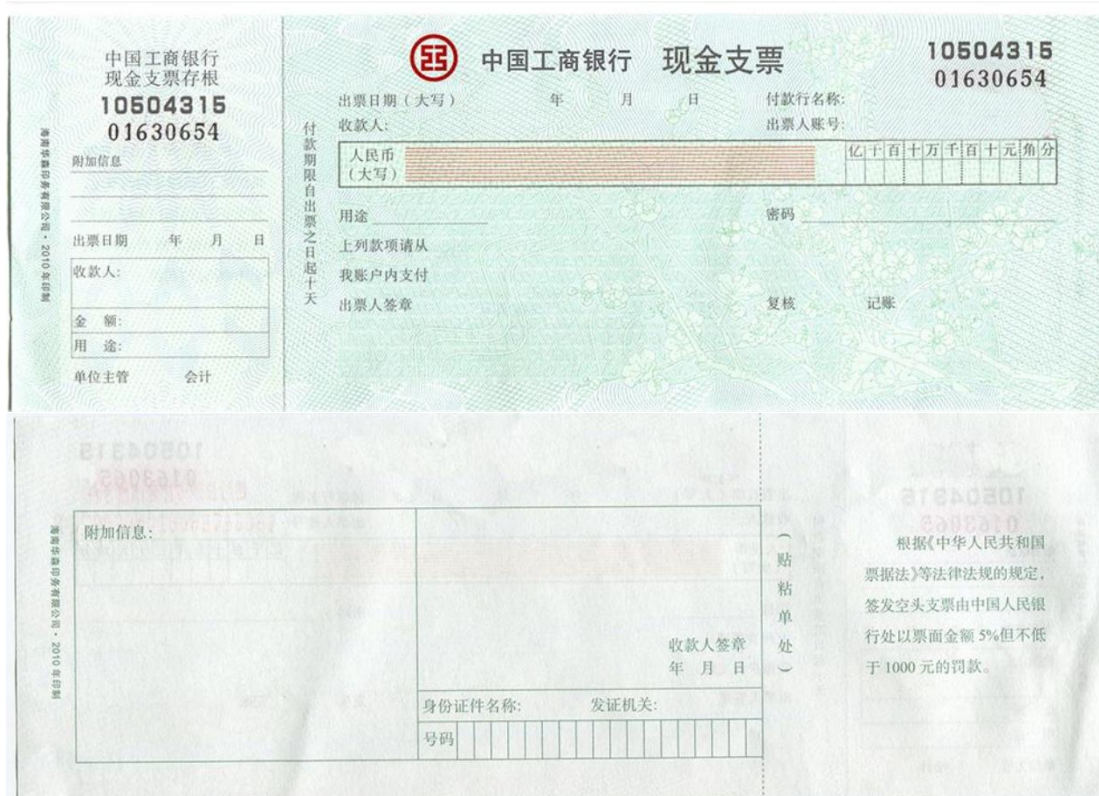 中国工商银行
现金支票存根
10504315
01630654
附加信息
出票日期 年 月 日
收款人:
金 额:
用 途:
单位主管 会计
海南华森印务有限公司·2010年印制
付款期限自出票之日起十天
中国工商银行 现金支票
10504315
01630654
出票日期(大写) 年 月 日 付款行名称:
收款人: 出票人账号:
人民币
(大写)
亿千百十万千百十元角分
用途 密码
上列款项请从
我账户内支付
出票人签章 复核 记账
海南华森印务有限公司·2010年印制
附加信息:
收款人签章
年 月 日
身份证件名称: 发证机关:
号码
(贴粘单处)
根据《中华人民共和国
票据法》等法律法规的规定,
签发空头支票由中国人民银
行处以票面金额5%但不低
于1000元的罚款。